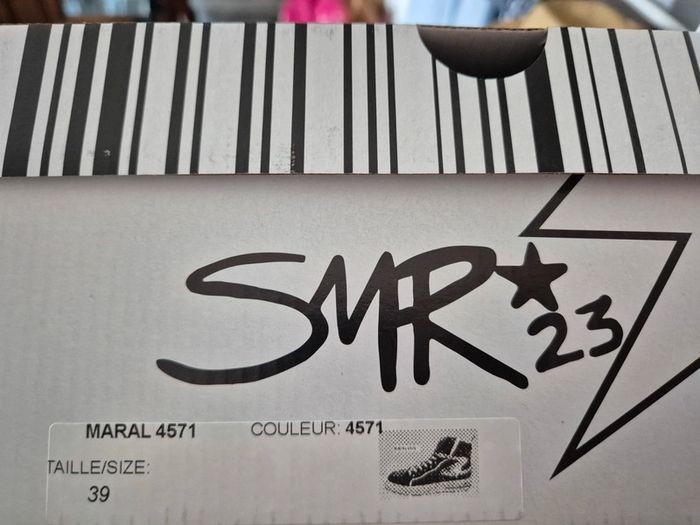 SMR★23
MARAL 4571 COULEUR: 4571
TAILLE/SIZE:
39